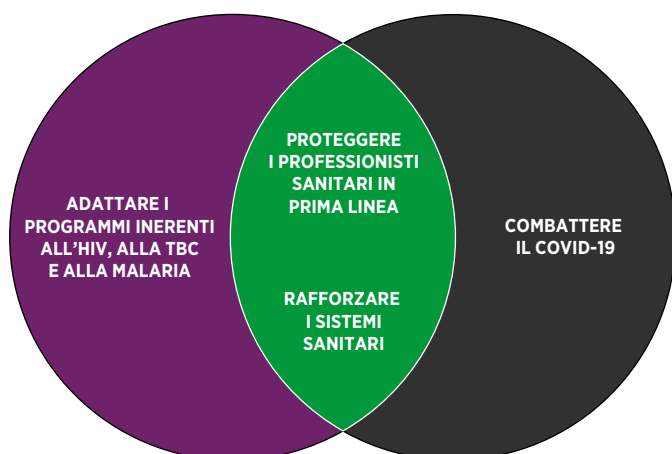 ADATTARE I
PROGRAMMI INERENTI
ALL'HIV, ALLA TBC
E ALLA MALARIA
PROTEGGERE
I PROFESSIONISTI
SANITARI IN
PRIMA LINEA
RAFFORZARE
I SISTEMI
SANITARI
COMBATTERE
IL COVID-19